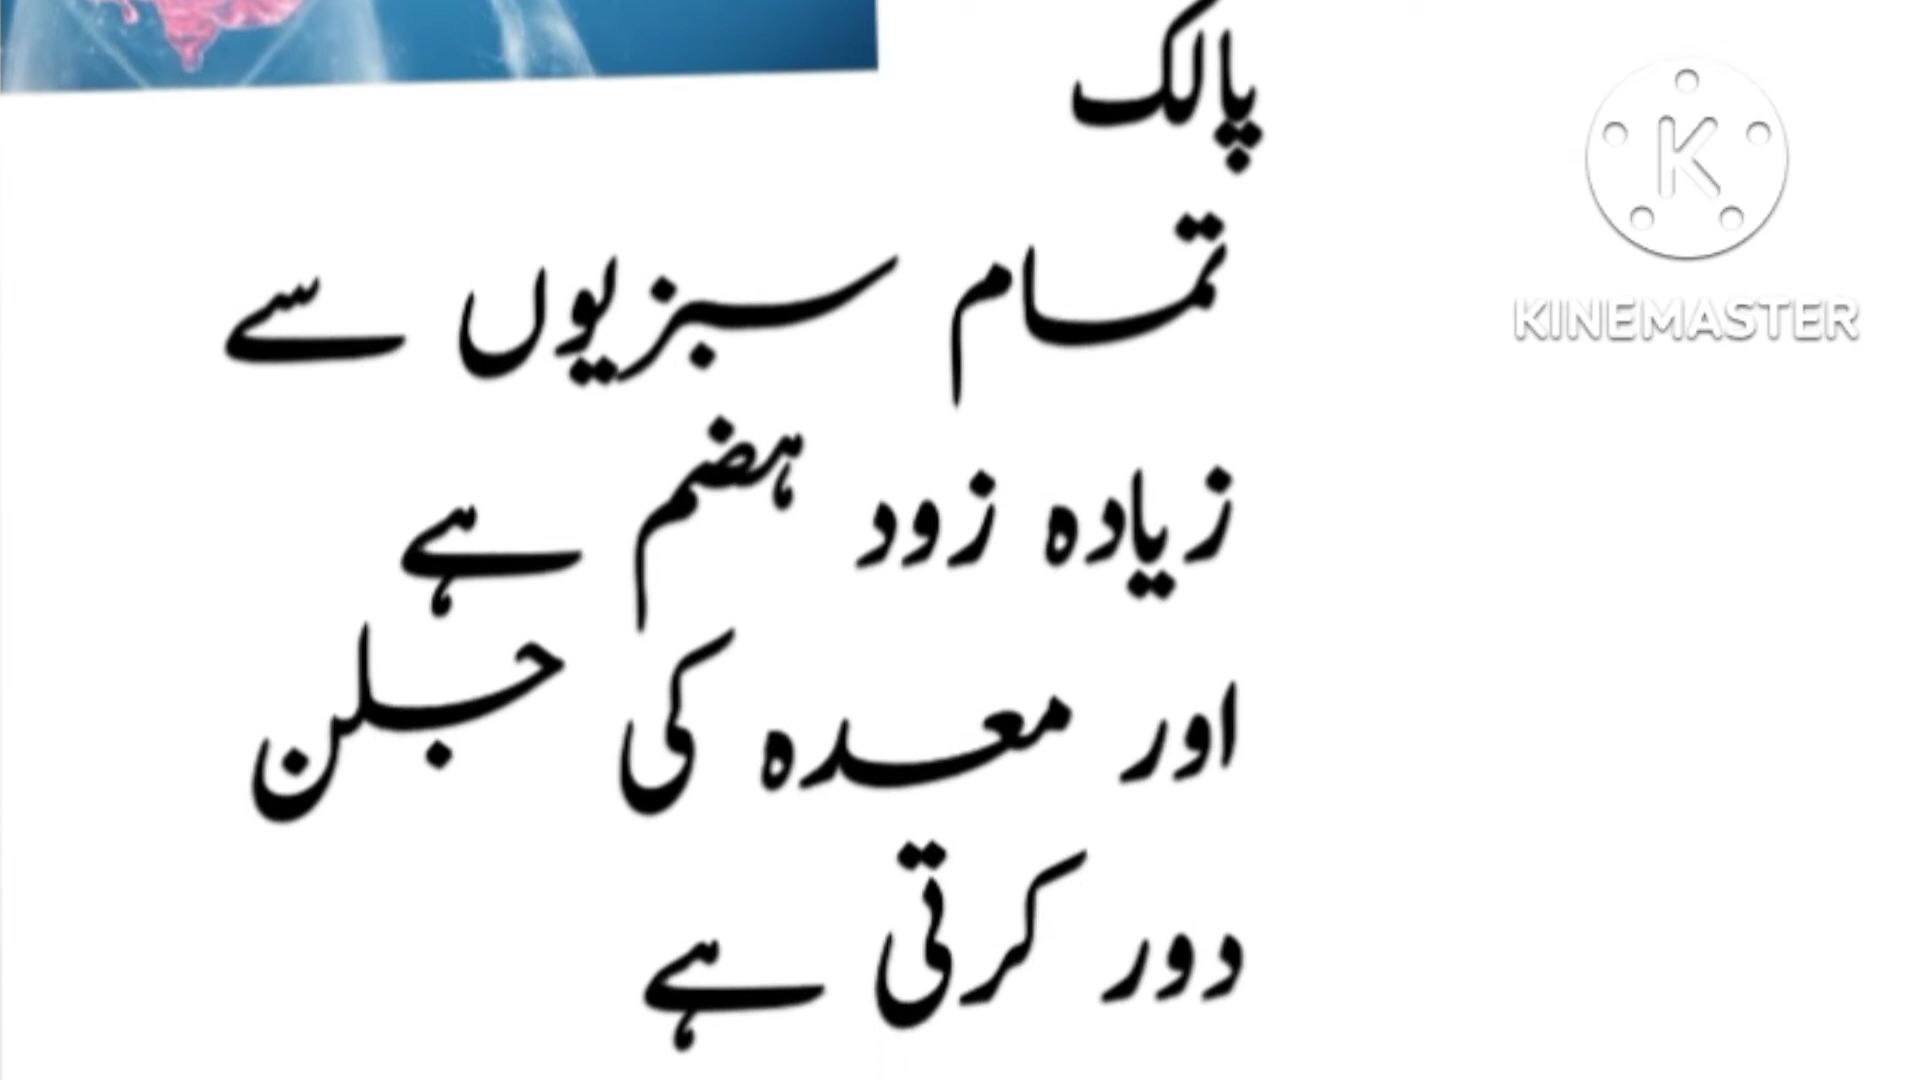 پالک
تمام سبزیوں سے
زیادہ زود ہضم ہے
اور معدہ کی جلن
دور کرتی ہے
K
KINEMASTER